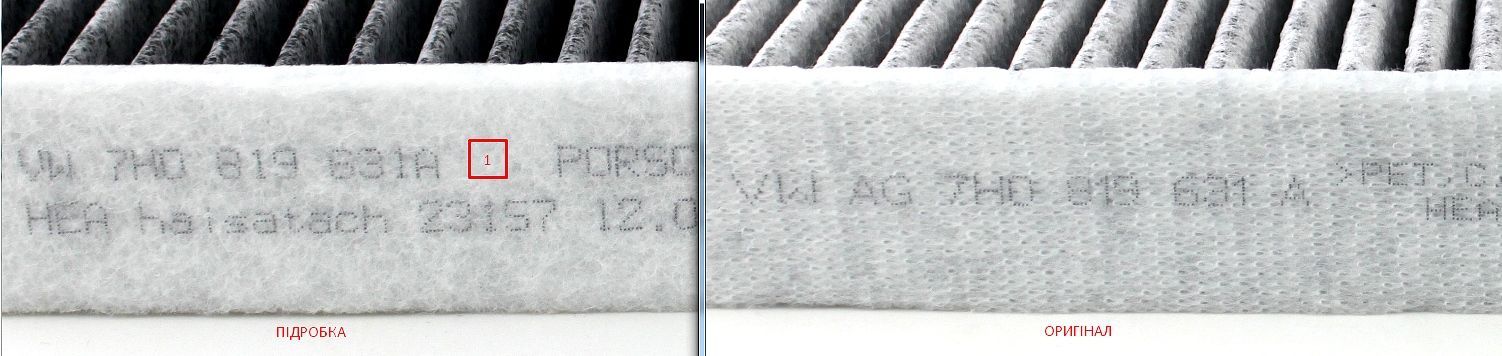 VW 7H0 819 631A 1 . PORSC
HEA haisatach 23157 12.0
ПІДРОБКА
VW AG 7H0 819 631 A >PET,C.
HEA
ОРИГІНАЛ